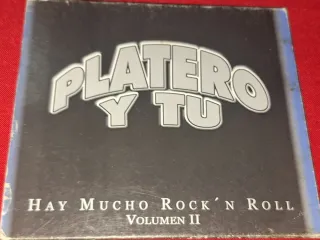 PLATERO
Y TU
HAY MUCHO ROCK´N ROLL
VOLUMEN II